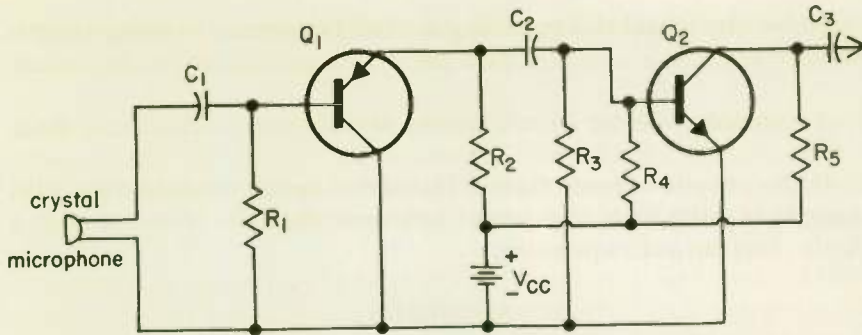 C1
Q1
C2
Q2
C3
R1
R2
R3
R4
R5
crystal
microphone
+
VCC
−